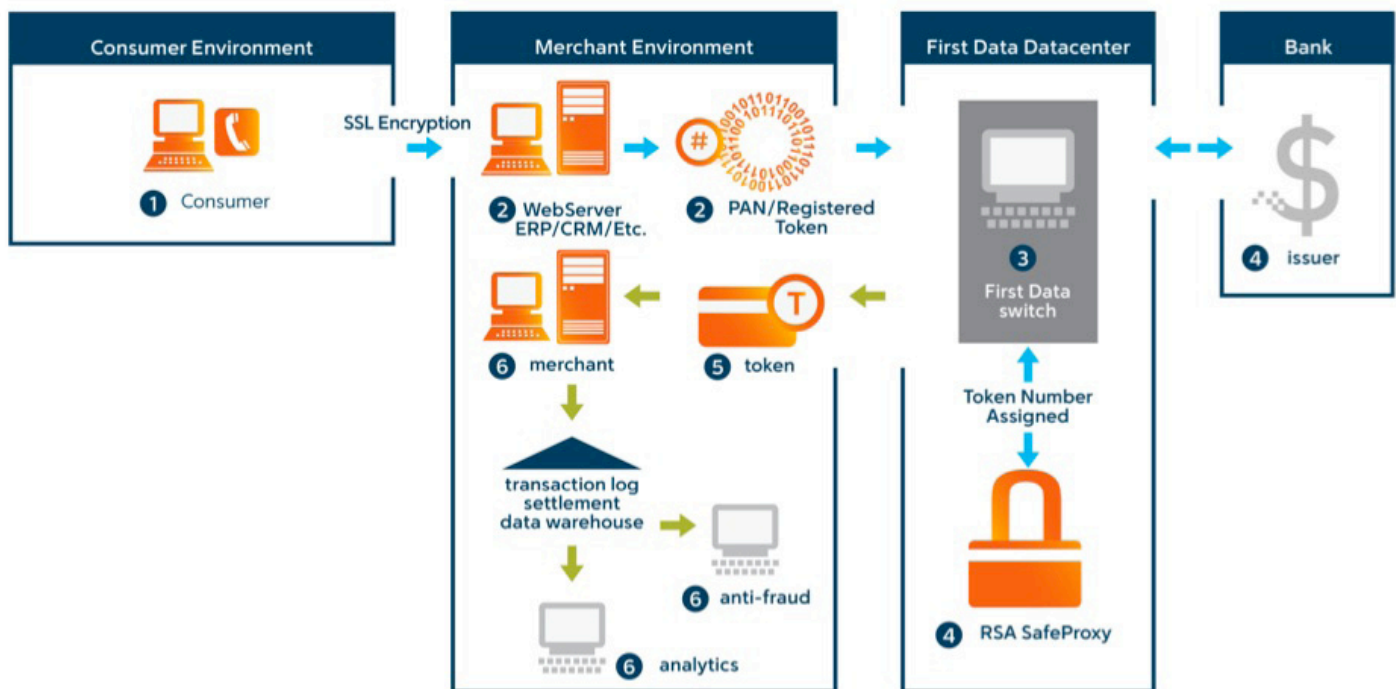 Consumer Environment
Merchant Environment
First Data Datacenter
Bank
SSL Encryption
1 Consumer
#
2 WebServer
ERP/CRM/Etc.
2 PAN/Registered
Token
3
First Data
switch
$
4 issuer
6 merchant
T
5 token
Token Number
Assigned
transaction log
settlement
data warehouse
6 anti-fraud
6 analytics
4 RSA SafeProxy